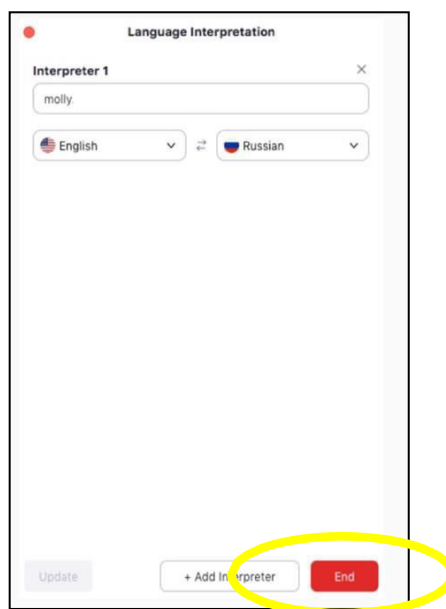 Language Interpretation
Interpreter 1
molly
English
Russian
Update
+ Add Interpreter
End